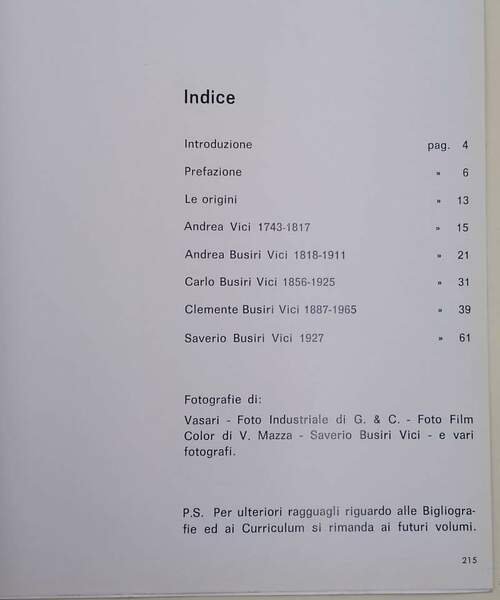 Indice
Introduzione pag. 4
Prefazione » 6
Le origini » 13
Andrea Vici 1743-1817 » 15
Andrea Busiri Vici 1818-1911 » 21
Carlo Busiri Vici 1856-1925 » 31
Clemente Busiri Vici 1887-1965 » 39
Saverio Busiri Vici 1927 » 61
Fotografie di:
Vasari - Foto Industriale di G. & C. - Foto Film
Color di V. Mazza - Saverio Busiri Vici - e vari
fotografi.
P.S. Per ulteriori ragguagli riguardo alle Bigliogra-
fie ed ai Curriculum si rimanda ai futuri volumi.
215